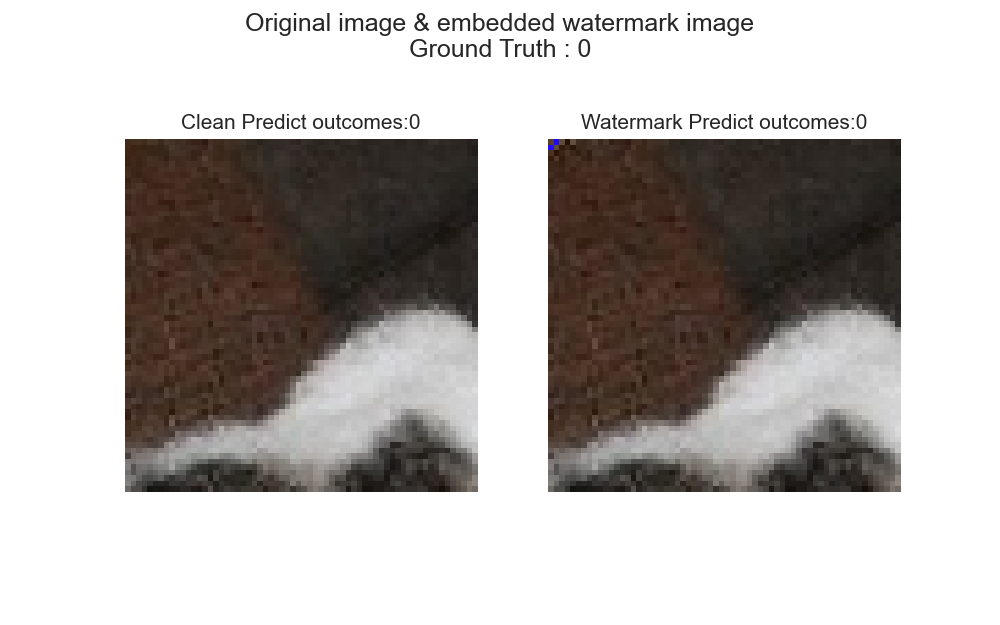 Original image & embedded watermark image
Ground Truth : 0
Clean Predict outcomes:0
Watermark Predict outcomes:0